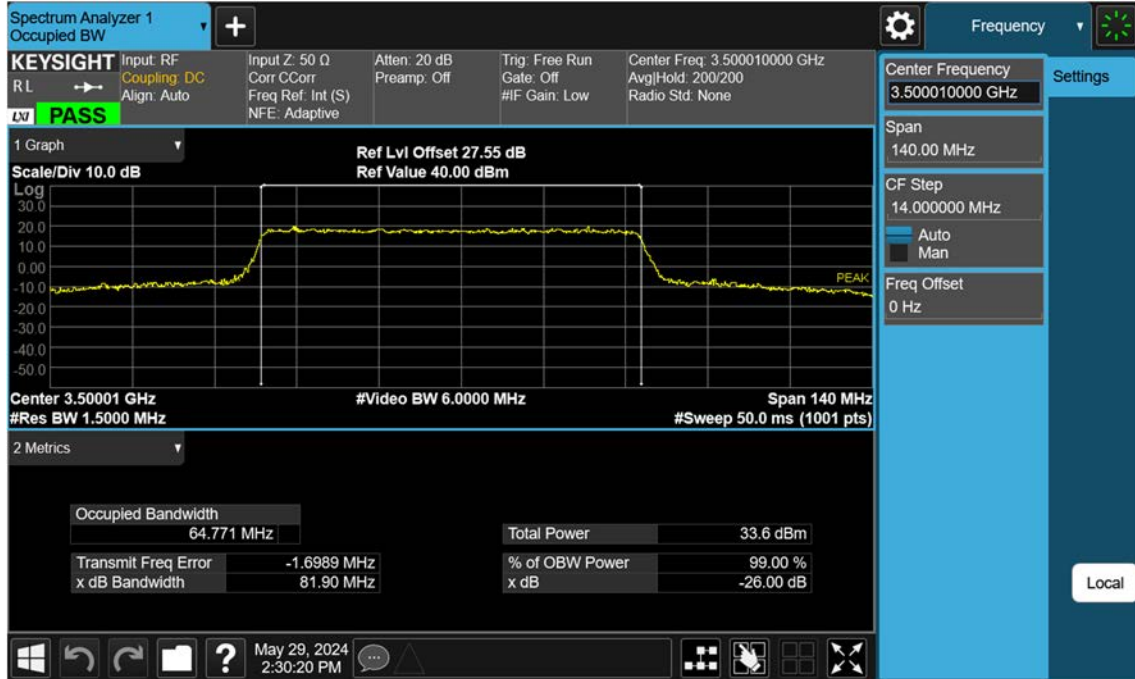 Spectrum Analyzer 1
Occupied BW
Frequency
KEYSIGHT
R L
LXI
PASS
Input: RF
Coupling: DC
Align: Auto
Input Z: 50 Ω
Corr CCorr
Freq Ref: Int (S)
NFE: Adaptive
Atten: 20 dB
Preamp: Off
Trig: Free Run
Gate: Off
#IF Gain: Low
Center Freq: 3.500010000 GHz
Avg|Hold: 200/200
Radio Std: None
Center Frequency
3.500010000 GHz
Settings
Span
140.00 MHz
CF Step
14.000000 MHz
Auto
Man
Freq Offset
0 Hz
Local
1 Graph
Scale/Div 10.0 dB
Ref Lvl Offset 27.55 dB
Ref Value 40.00 dBm
Log
30.0
20.0
10.0
0.00
-10.0
-20.0
-30.0
-40.0
-50.0
PEAK
Center 3.50001 GHz
#Video BW 6.0000 MHz
Span 140 MHz
#Res BW 1.5000 MHz
#Sweep 50.0 ms (1001 pts)
2 Metrics
Occupied Bandwidth
64.771 MHz
Total Power 33.6 dBm
Transmit Freq Error -1.6989 MHz
% of OBW Power 99.00 %
x dB Bandwidth 81.90 MHz
x dB -26.00 dB
?
May 29, 2024
2:30:20 PM